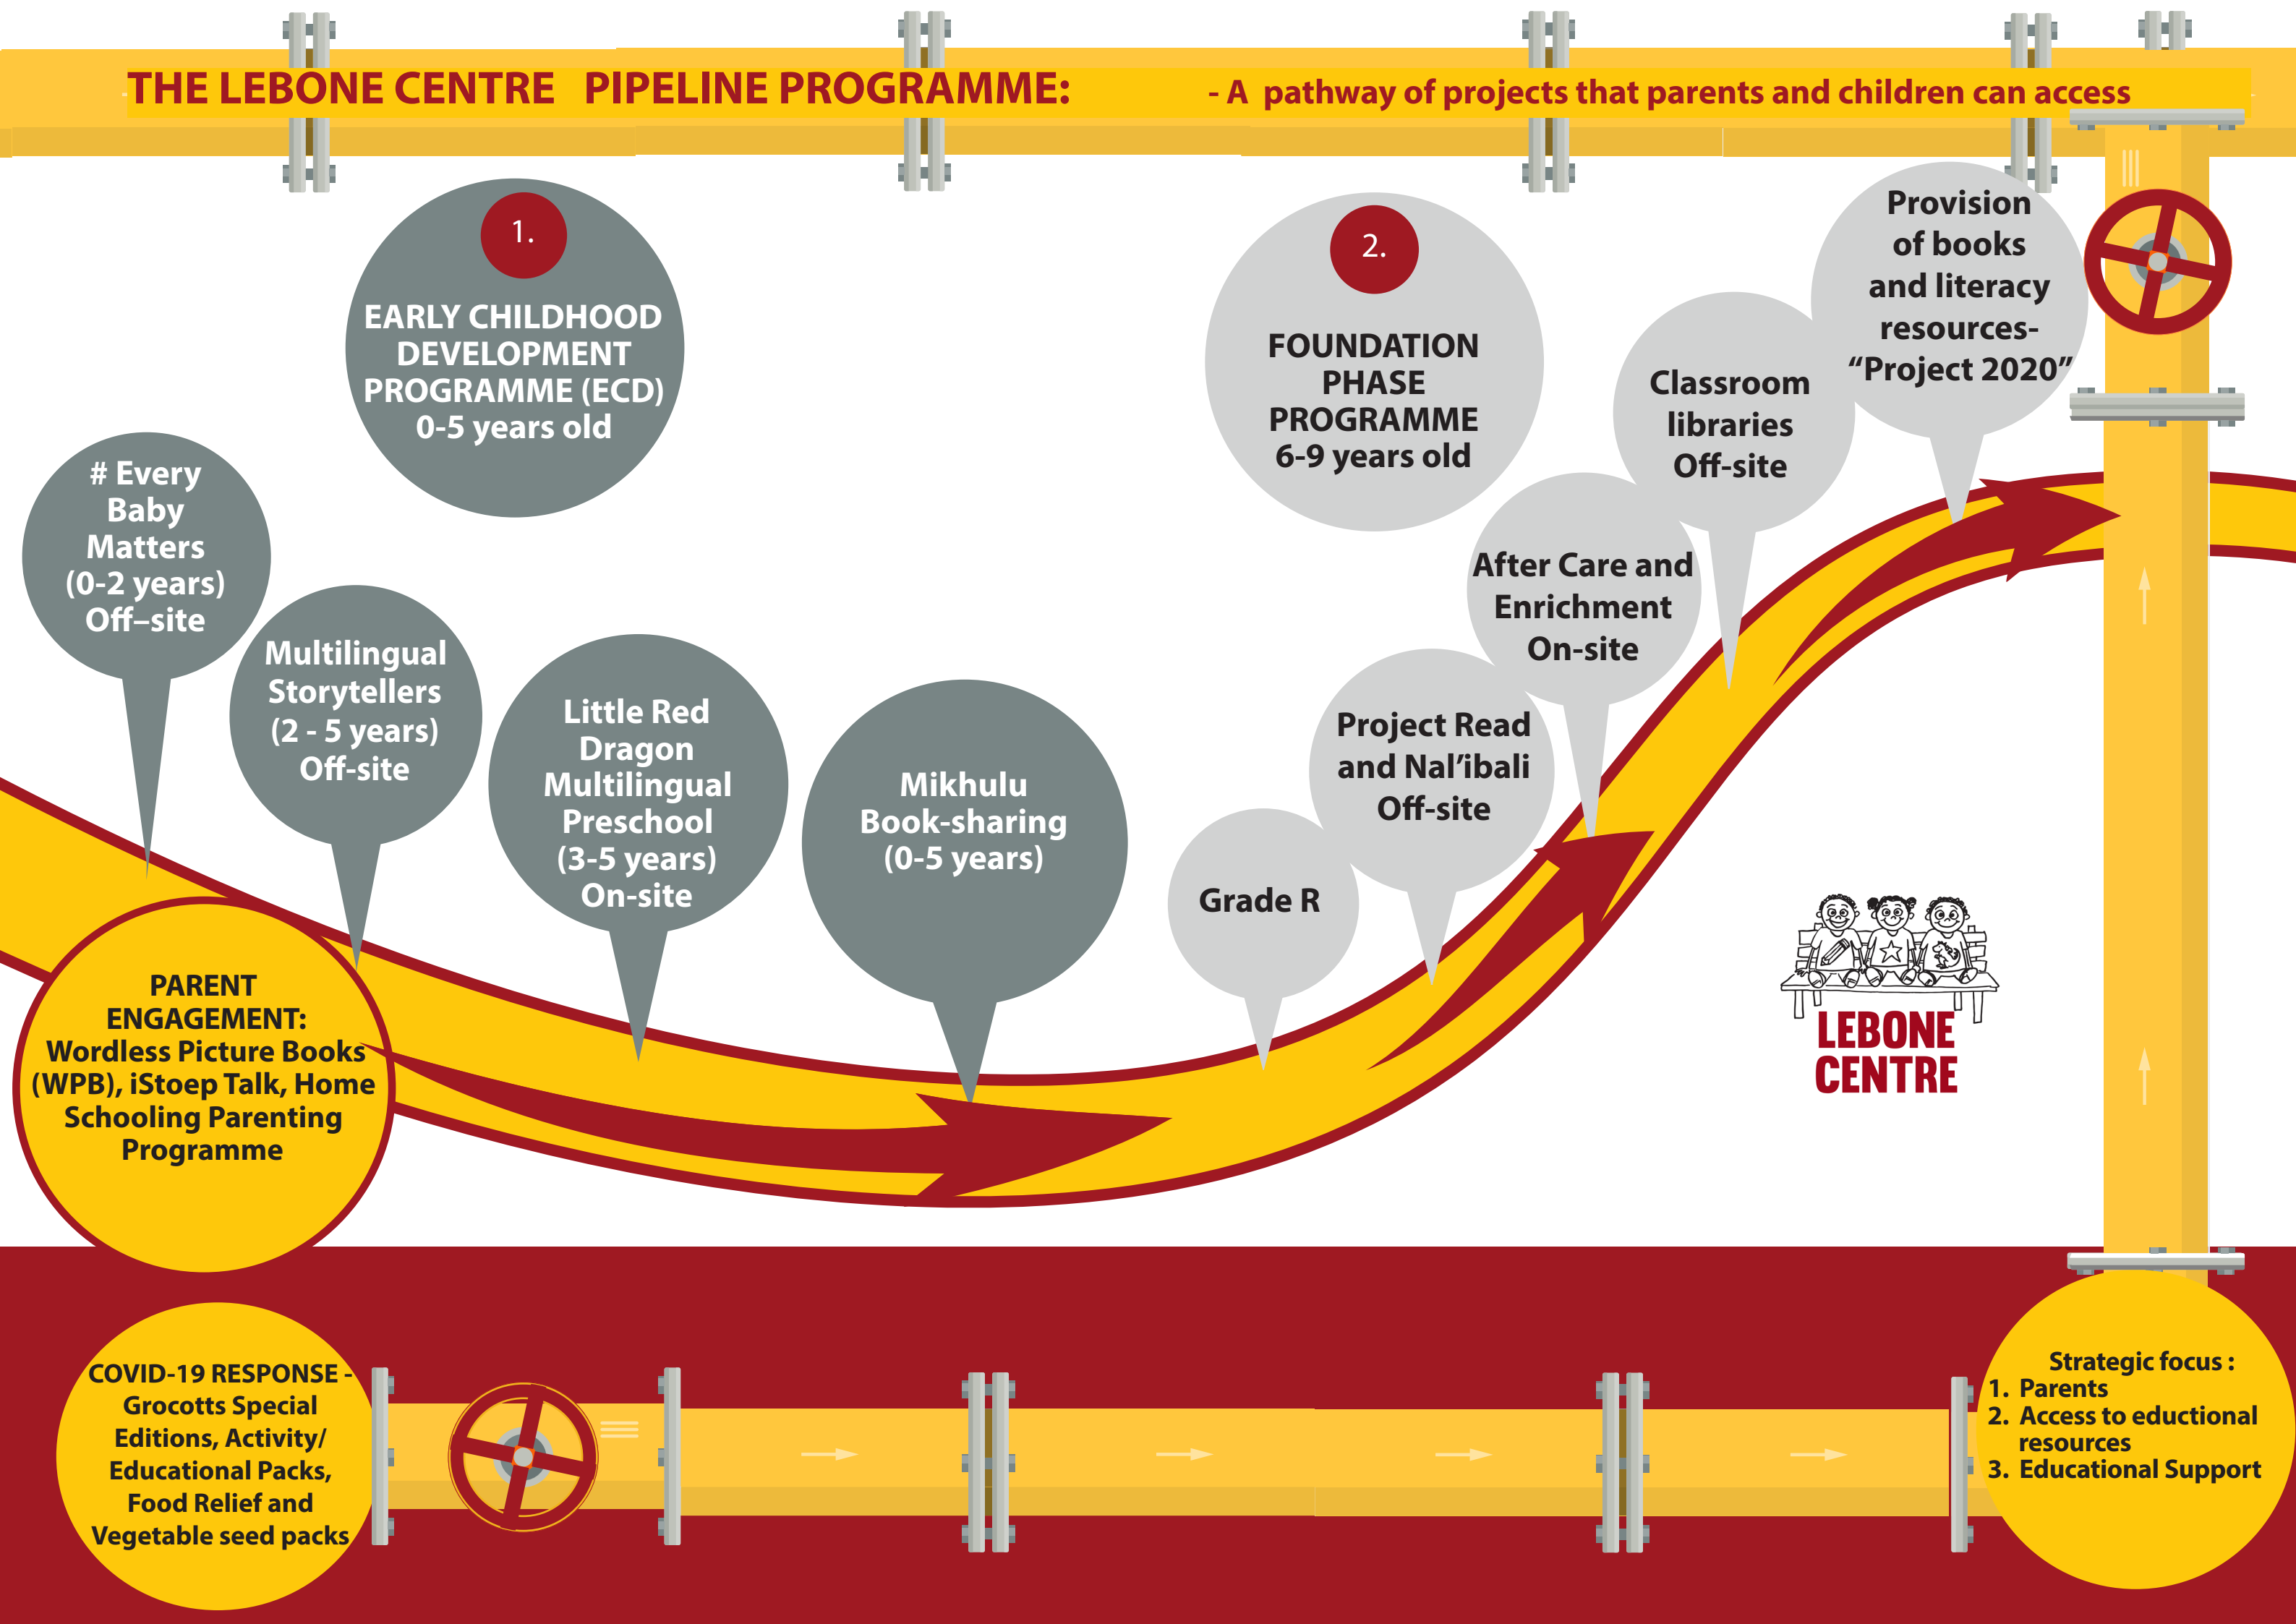 THE LEBONE CENTRE PIPELINE PROGRAMME: - A pathway of projects that parents and children can access
1.
EARLY CHILDHOOD
DEVELOPMENT
PROGRAMME (ECD)
0-5 years old
# Every
Baby
Matters
(0-2 years)
Off–site
Multilingual
Storytellers
(2 - 5 years)
Off-site
Little Red
Dragon
Multilingual
Preschool
(3-5 years)
On-site
Mikhulu
Book-sharing
(0-5 years)
2.
FOUNDATION
PHASE
PROGRAMME
6-9 years old
Grade R
Project Read
and Nal’ibali
Off-site
After Care and
Enrichment
On-site
Classroom
libraries
Off-site
Provision
of books
and literacy
resources-
“Project 2020”
PARENT
ENGAGEMENT:
Wordless Picture Books
(WPB), iStoep Talk, Home
Schooling Parenting
Programme
LEBONE
CENTRE
COVID-19 RESPONSE -
Grocotts Special
Editions, Activity/
Educational Packs,
Food Relief and
Vegetable seed packs
Strategic focus :
1. Parents
2. Access to eductional
resources
3. Educational Support